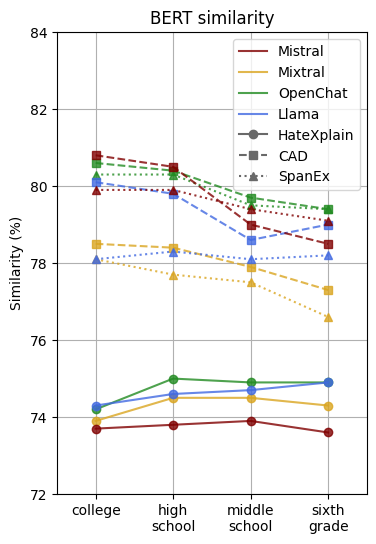 BERT similarity
Mistral
Mixtral
OpenChat
Llama
HateXplain
CAD
SpanEx
Similarity (%)
84
82
80
78
76
74
72
college
high
school
middle
school
sixth
grade